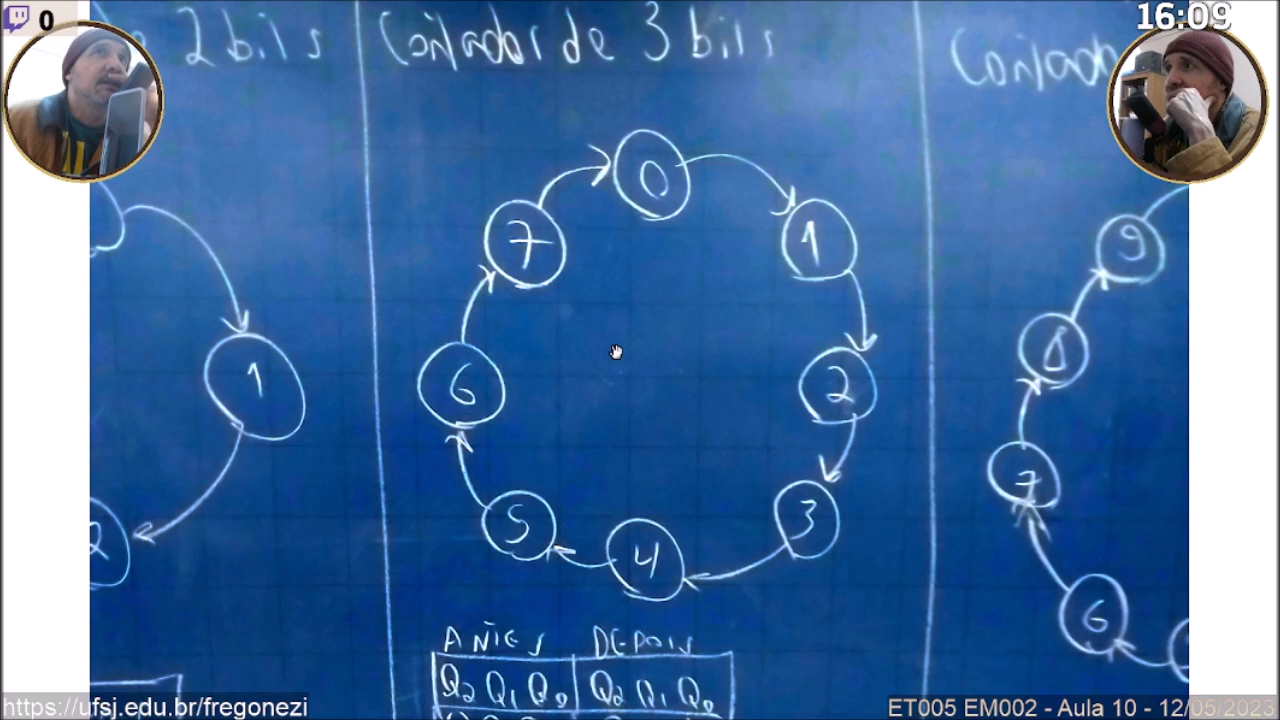 0
16:09
2 bits
Contador de 3 bits
Contad
0
7
1
9
1
6
2
8
7
5
4
3
2
6
ANTES DEPOIS
Q2 Q1 Q0 Q2 Q1 Q0
https://ufsj.edu.br/fregonezi
ET005 EM002 - Aula 10 - 12/05/2023